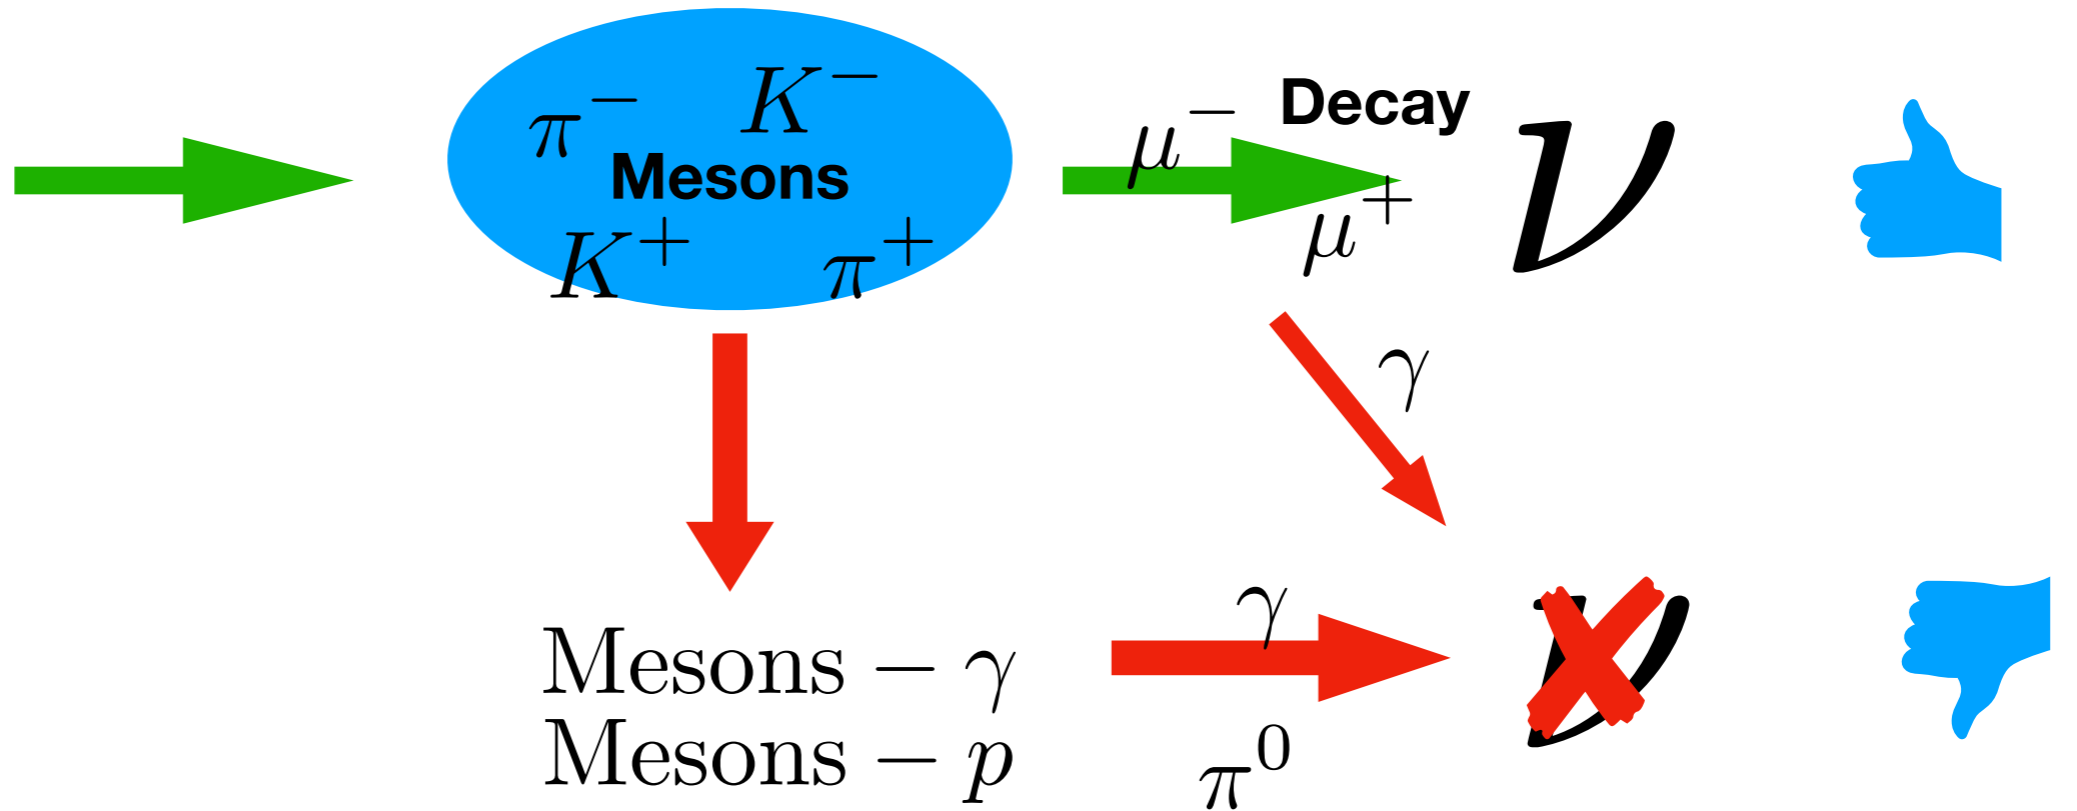 π⁻ K⁻
Mesons
K⁺ π⁺
μ⁻ Decay
μ⁺
ν
γ
Mesons − γ
Mesons − p
γ
π⁰
ν